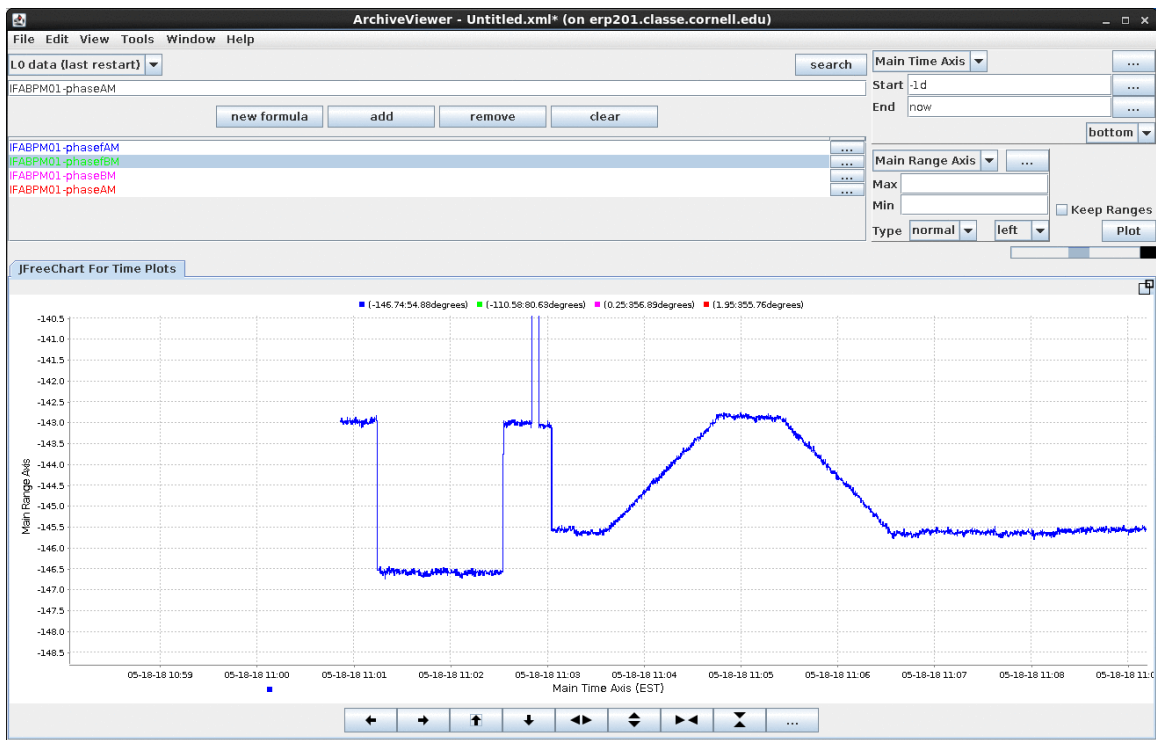 ArchiveViewer - Untitled.xml* (on erp201.classe.cornell.edu)
File Edit View Tools Window Help
L0 data (last restart)
search
IFABPM01-phaseAM
new formula
add
remove
clear
IFABPM01-phasefAM
...
IFABPM01-phasefBM
...
IFABPM01-phaseBM
...
IFABPM01-phaseAM
...
Main Time Axis
...
Start -1d
...
End now
...
bottom
Main Range Axis
...
Max
Min
Keep Ranges
Type normal
left
Plot
JFreeChart For Time Plots
(-146.74:54.88degrees) (-110.58:80.63degrees) (0.25:356.89degrees) (1.95:355.76degrees)
-140.5
-141.0
-141.5
-142.0
-142.5
-143.0
-143.5
-144.0
-144.5
-145.0
-145.5
-146.0
-146.5
-147.0
-147.5
-148.0
-148.5
Main Range Axis
05-18-18 10:59 05-18-18 11:00 05-18-18 11:01 05-18-18 11:02 05-18-18 11:03 05-18-18 11:04 05-18-18 11:05 05-18-18 11:06 05-18-18 11:07 05-18-18 11:08 05-18-18 11:0
Main Time Axis (EST)
...